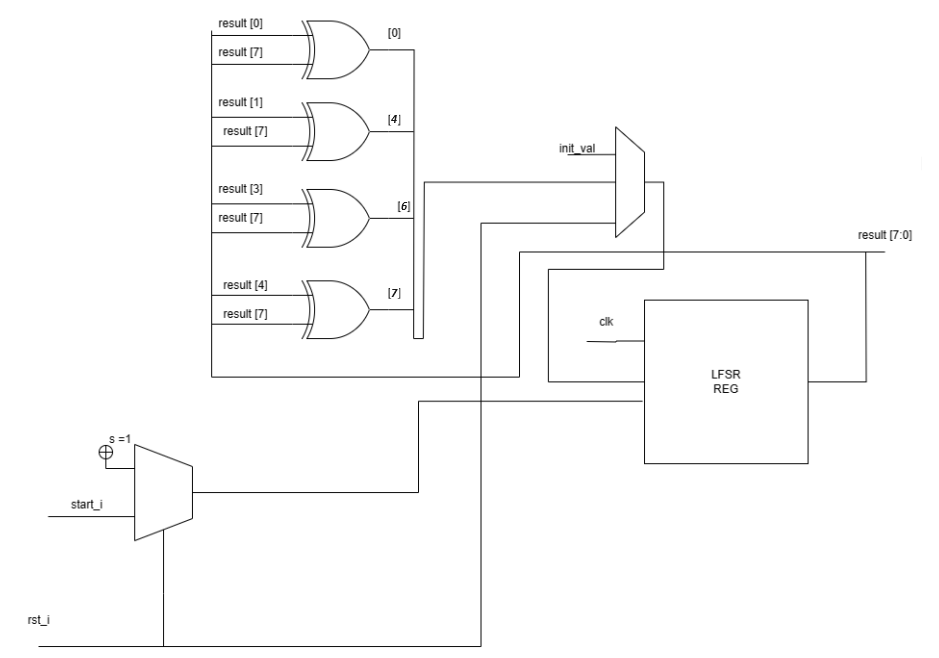 result [0]
[0]
result [7]
result [1]
[4]
result [7]
init_val
result [3]
[6]
result [7]
result [7:0]
result [4]
[7]
result [7]
clk
LFSR
REG
s =1
start_i
rst_i